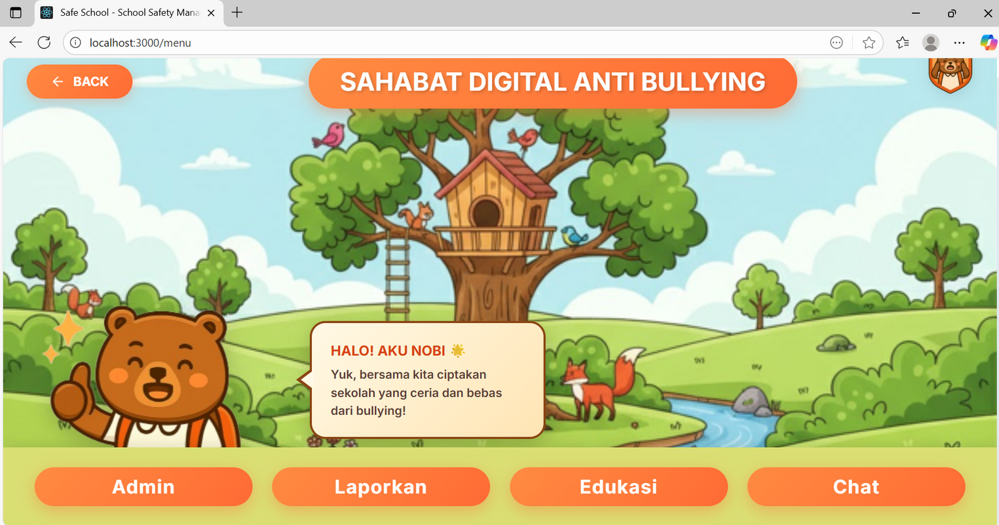 Safe School - School Safety Mana
localhost:3000/menu
BACK
SAHABAT DIGITAL ANTI BULLYING
HALO! AKU NOBI 🌟
Yuk, bersama kita ciptakan
sekolah yang ceria dan bebas
dari bullying!
Admin
Laporkan
Edukasi
Chat